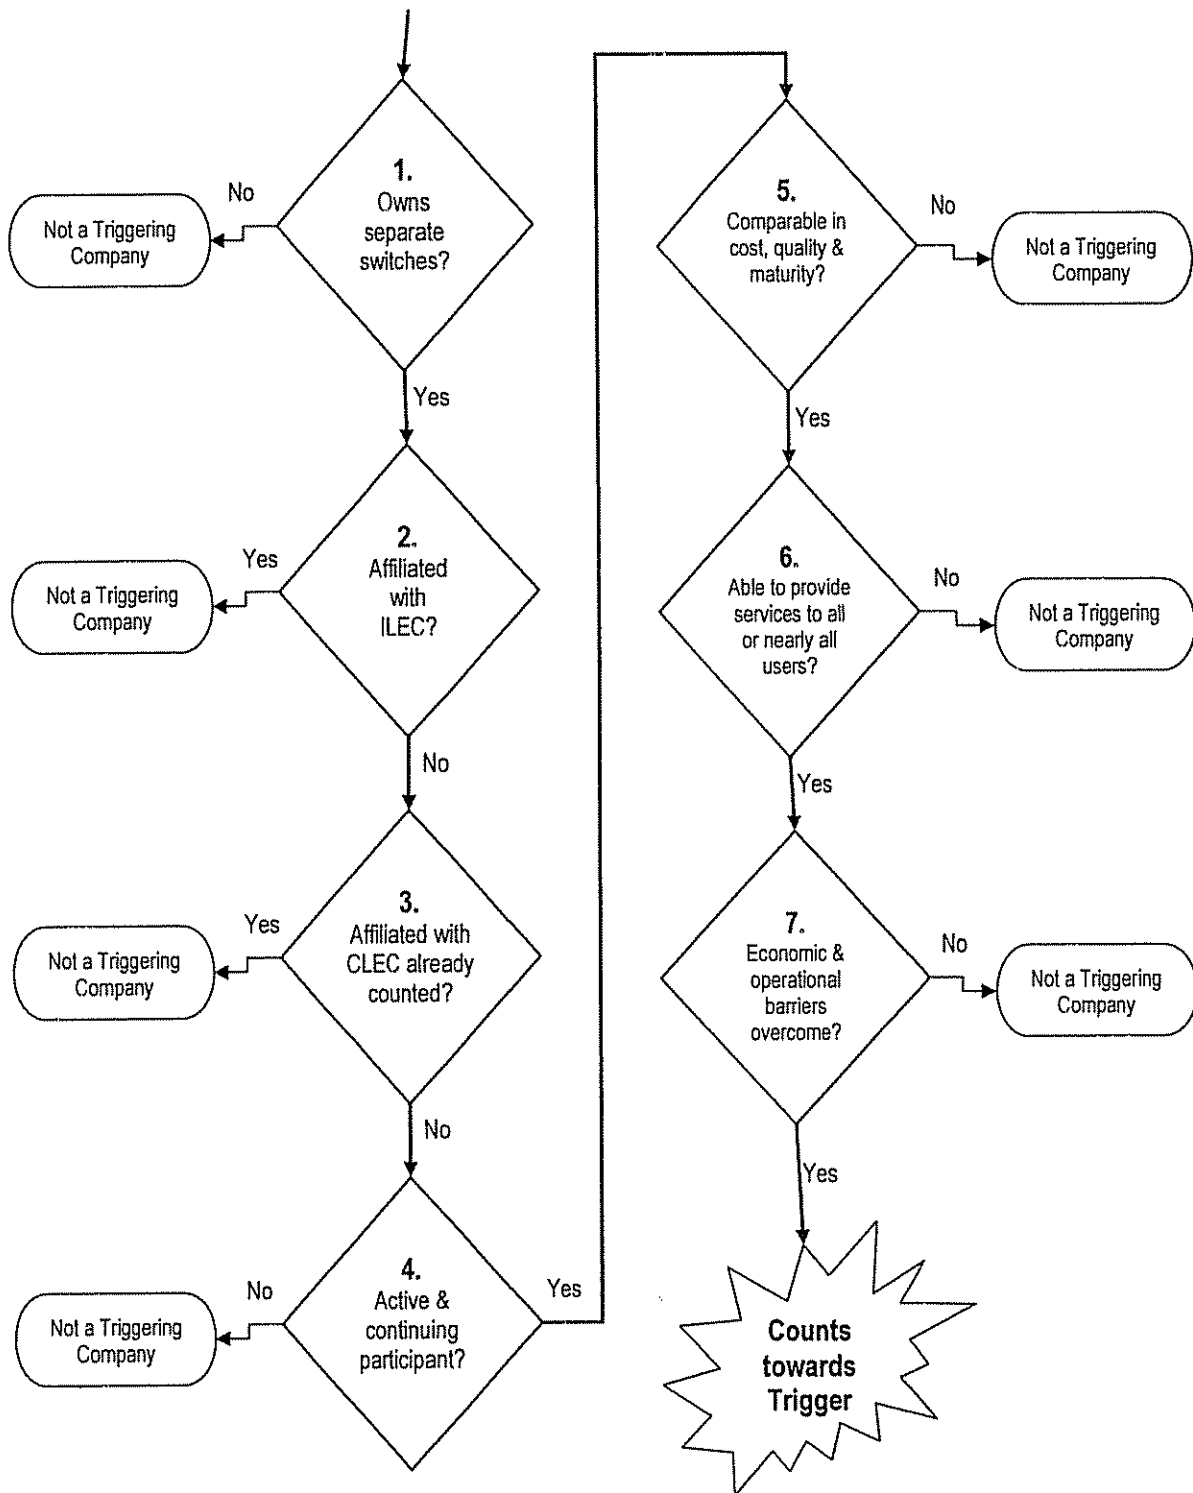 1.
Owns
separate
switches?
No
Not a Triggering
Company
Yes
2.
Affiliated
with
ILEC?
Yes
Not a Triggering
Company
No
3.
Affiliated with
CLEC already
counted?
Yes
Not a Triggering
Company
No
4.
Active &
continuing
participant?
No
Not a Triggering
Company
Yes
5.
Comparable in
cost, quality &
maturity?
No
Not a Triggering
Company
Yes
6.
Able to provide
services to all
or nearly all
users?
No
Not a Triggering
Company
Yes
7.
Economic &
operational
barriers
overcome?
No
Not a Triggering
Company
Yes
Counts
towards
Trigger